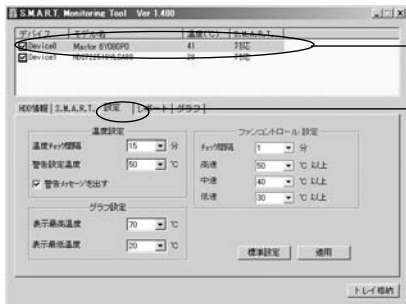 S.M.A.R.T. Monitoring Tool Ver 1.400
デバイス モデル名 温度(℃) S.M.A.R.T.
Device0 Maxtor 6Y080P0 41 対応
Device1 38 対応
HDD情報 S.M.A.R.T. 設定 レポート グラフ
温度設定
温度チェック間隔 15 分
警告設定温度 50 ℃
警告メッセージを出す
グラフ設定
表示最高温度 70 ℃
表示最低温度 20 ℃
ファンコントロール 設定
チェック間隔 1 分
高速 50 ℃ 以上
中速 40 ℃ 以上
低速 30 ℃ 以上
標準設定 適用
トレイ格納